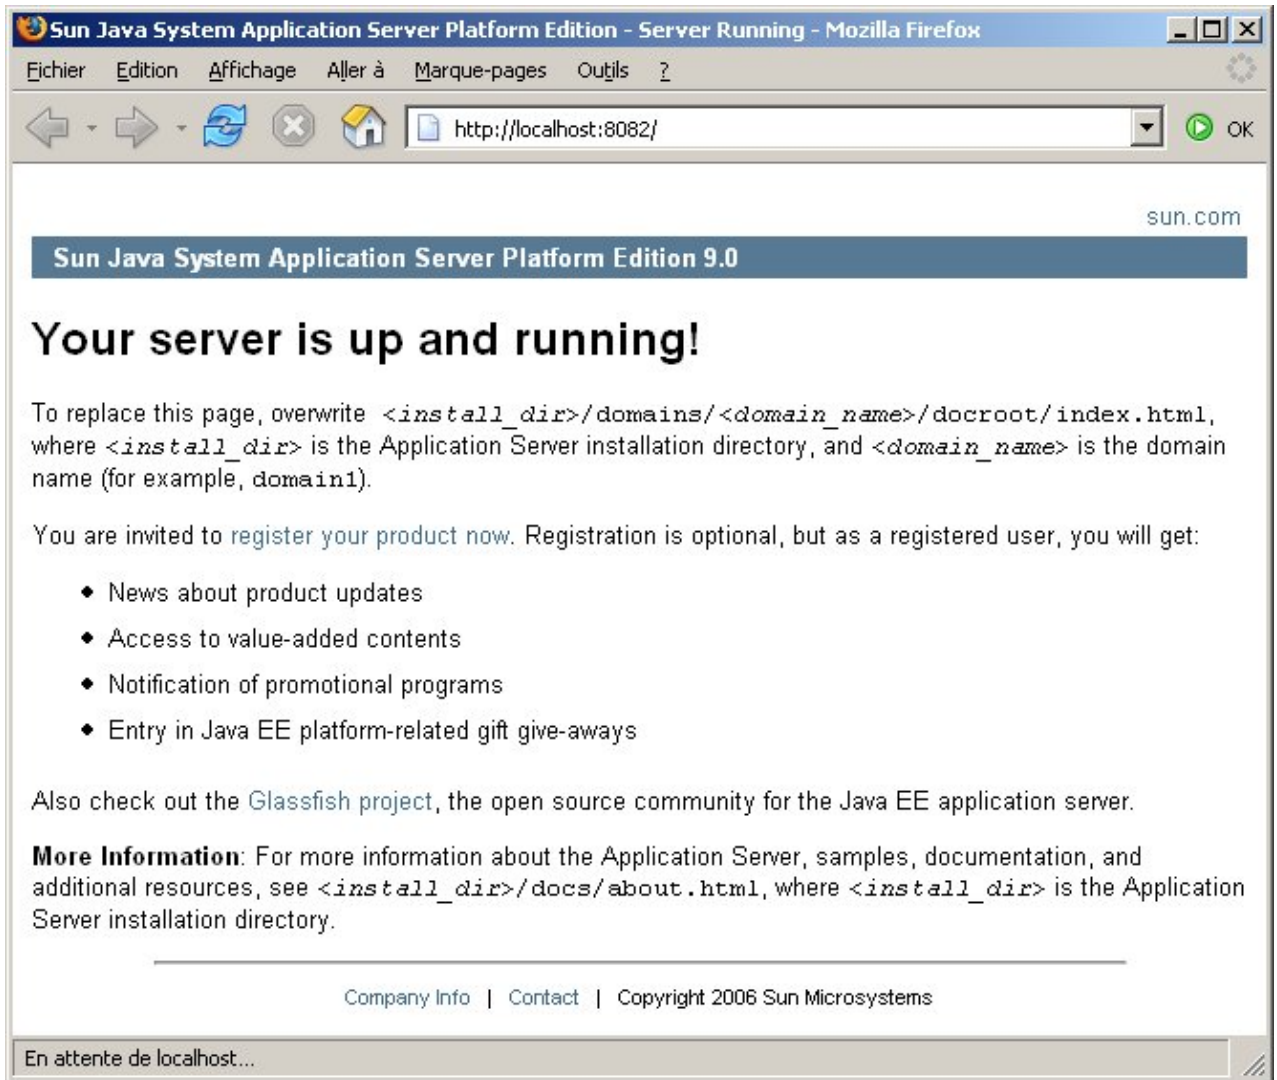 Sun Java System Application Server Platform Edition - Server Running - Mozilla Firefox
Fichier Edition Affichage Aller à Marque-pages Outils ?
http://localhost:8082/ OK
sun.com
Sun Java System Application Server Platform Edition 9.0
Your server is up and running!
To replace this page, overwrite <install_dir>/domains/<domain_name>/docroot/index.html,
where <install_dir> is the Application Server installation directory, and <domain_name> is the domain
name (for example, domain1).
You are invited to register your product now. Registration is optional, but as a registered user, you will get:
• News about product updates
• Access to value-added contents
• Notification of promotional programs
• Entry in Java EE platform-related gift give-aways
Also check out the Glassfish project, the open source community for the Java EE application server.
More Information: For more information about the Application Server, samples, documentation, and
additional resources, see <install_dir>/docs/about.html, where <install_dir> is the Application
Server installation directory.
Company Info | Contact | Copyright 2006 Sun Microsystems
En attente de localhost...